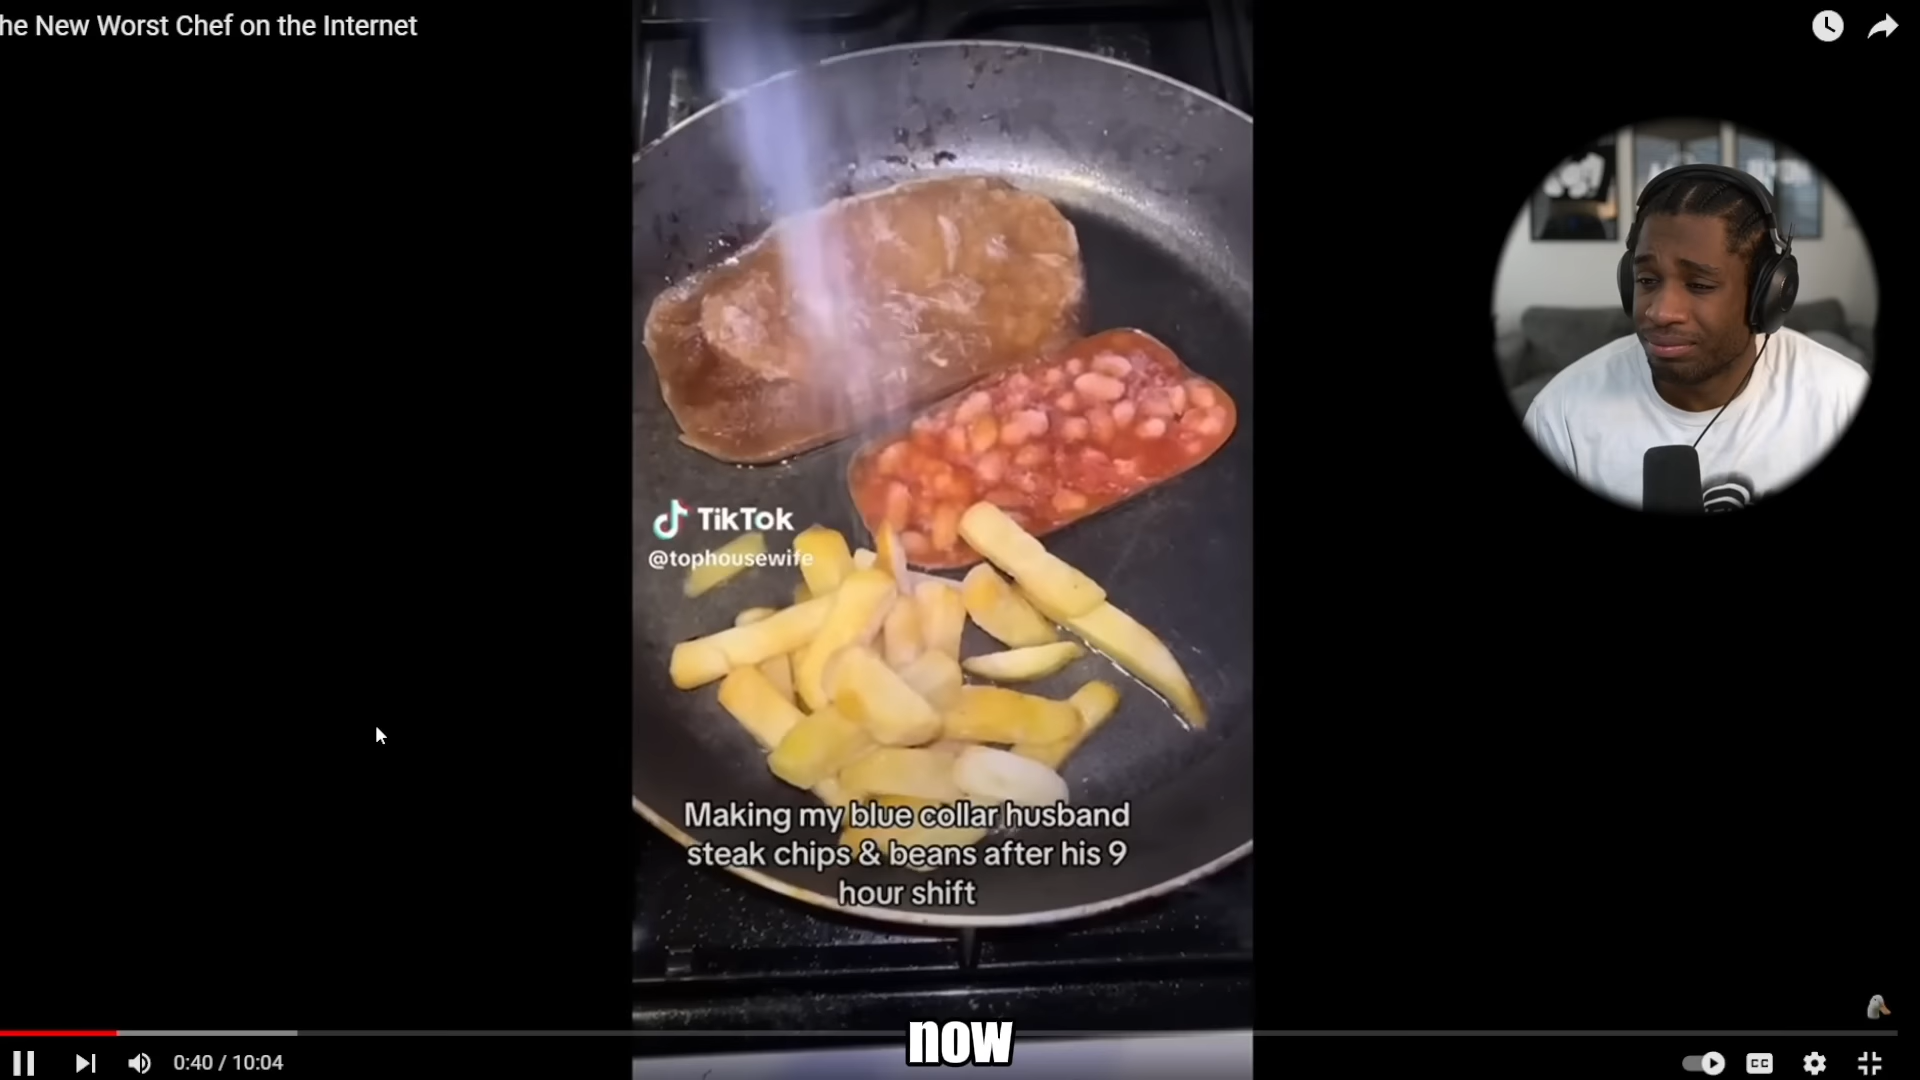 he New Worst Chef on the Internet
TikTok
@tophousewife
Making my blue collar husband
steak chips & beans after his 9
hour shift
now
0:40 / 10:04
CC